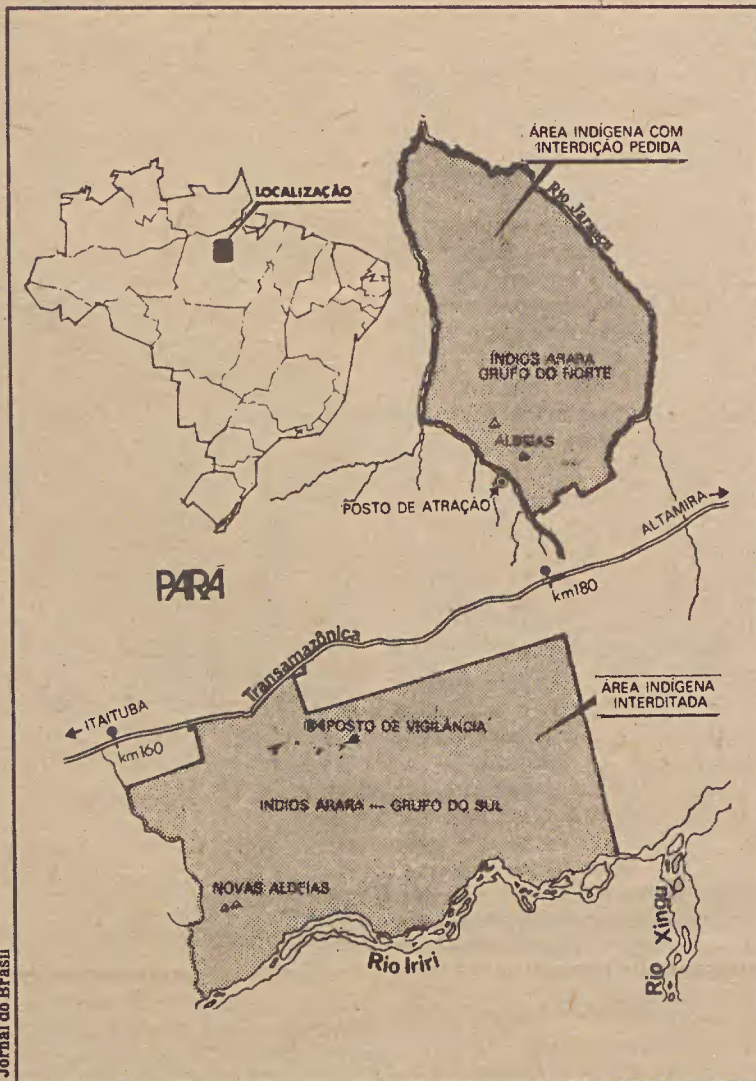 ÁREA INDÍGENA COM
INTERDIÇÃO PEDIDA
LOCALIZAÇÃO
Rio
ÍNDIOS ARARA
GRUPO DO NORTE
ALDEIAS
POSTO DE ATRAÇÃO
ALTAMIRA
PARÁ
km180
Transamazônica
ÁREA INDÍGENA
INTERDITADA
ITAITUBA
POSTO DE VIGILÂNCIA
km160
INDIOS ARARA — GRUPO DO SUL
NOVAS ALDEIAS
Rio Iriri
Rio Xingu
Jornal do Brasil